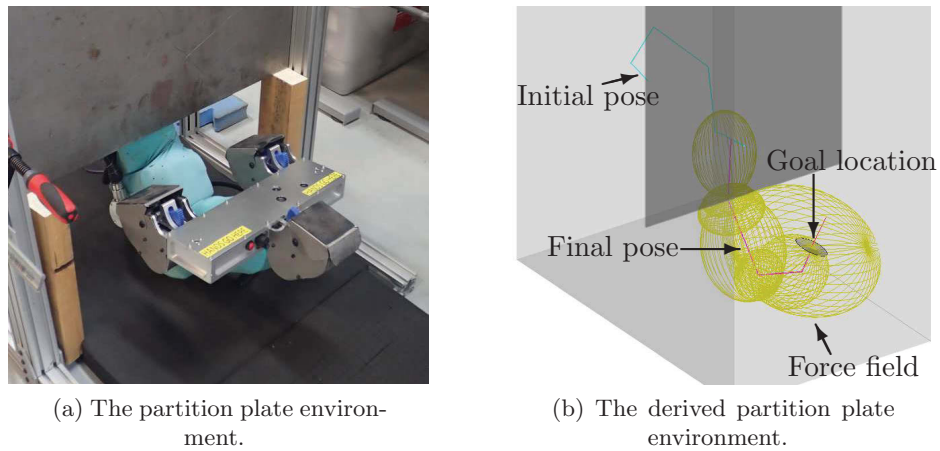 Initial pose
Goal location
Final pose
Force field
(a) The partition plate environ-
ment.
(b) The derived partition plate
environment.